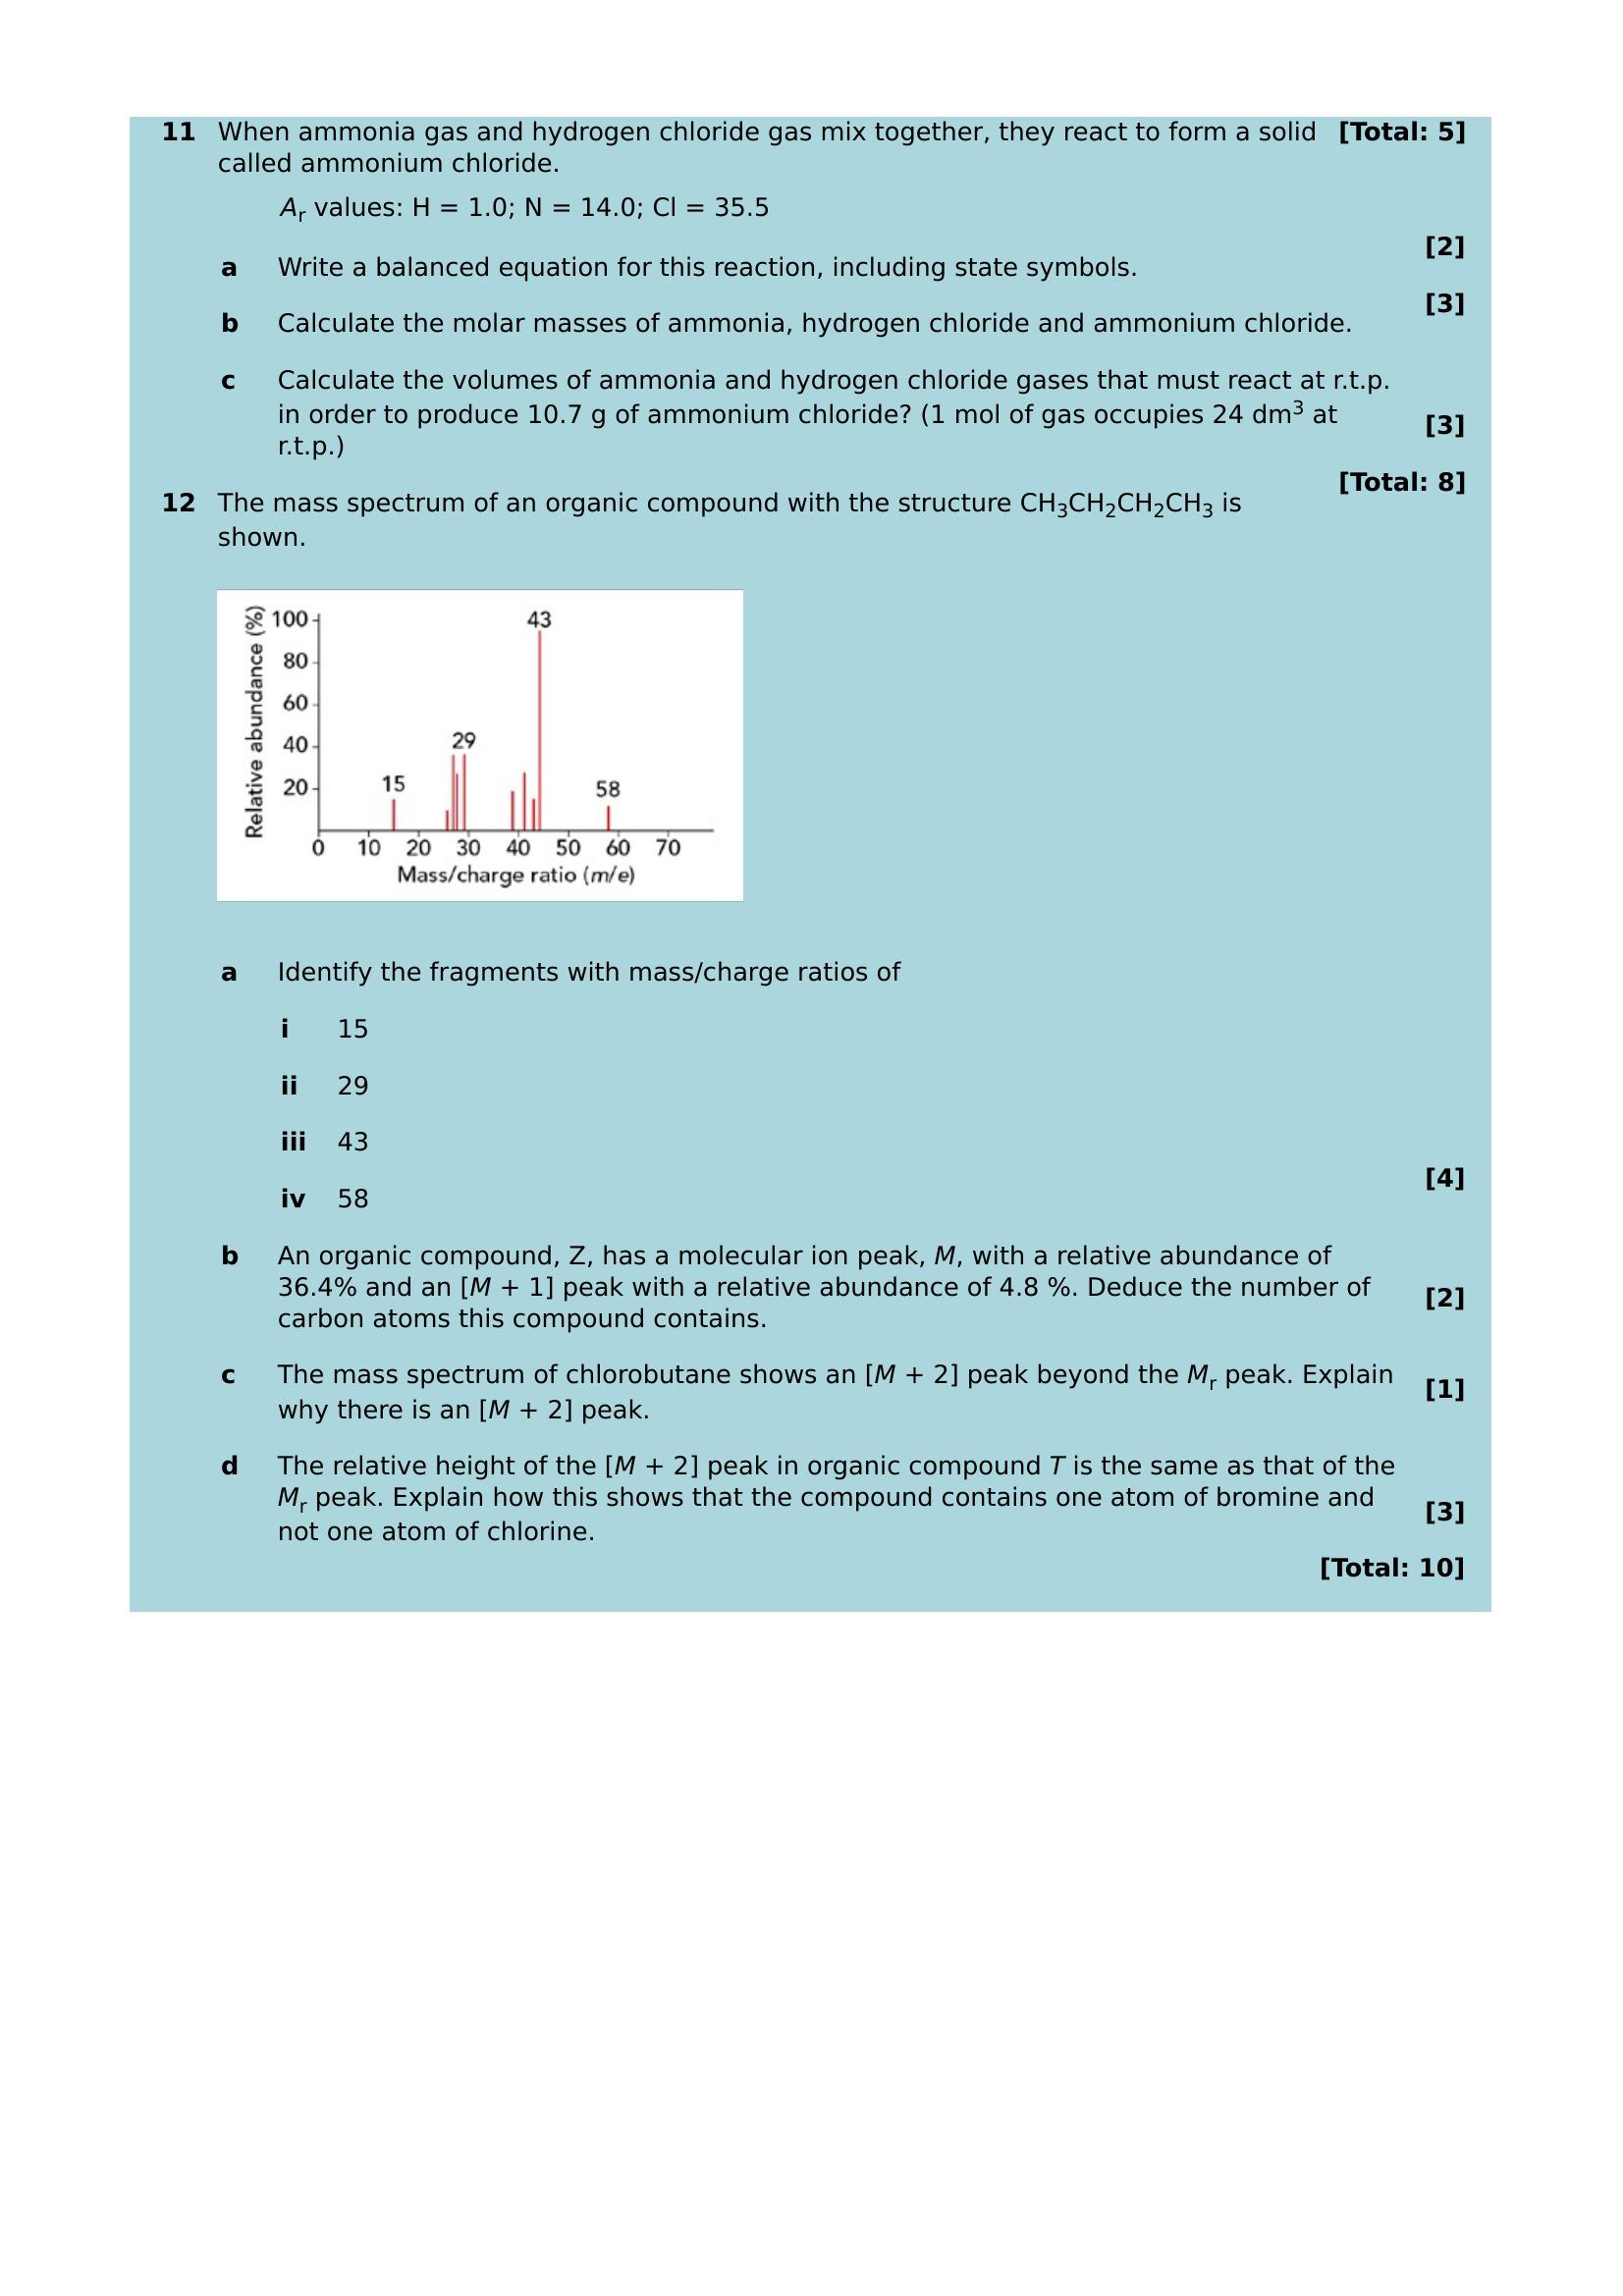 11 When ammonia gas and hydrogen chloride gas mix together, they react to form a solid [Total: 5]
called ammonium chloride.
Ar values: H = 1.0; N = 14.0; Cl = 35.5
[2]
a Write a balanced equation for this reaction, including state symbols.
[3]
b Calculate the molar masses of ammonia, hydrogen chloride and ammonium chloride.
c Calculate the volumes of ammonia and hydrogen chloride gases that must react at r.t.p.
in order to produce 10.7 g of ammonium chloride? (1 mol of gas occupies 24 dm³ at
[3]
r.t.p.)
[Total: 8]
12 The mass spectrum of an organic compound with the structure CH₃CH₂CH₂CH₃ is
shown.
Relative abundance (%)
100
80
60
40
20
15
29
43
58
0 10 20 30 40 50 60 70
Mass/charge ratio (m/e)
a Identify the fragments with mass/charge ratios of
i 15
ii 29
iii 43
[4]
iv 58
b An organic compound, Z, has a molecular ion peak, M, with a relative abundance of
36.4% and an [M + 1] peak with a relative abundance of 4.8 %. Deduce the number of
[2]
carbon atoms this compound contains.
c The mass spectrum of chlorobutane shows an [M + 2] peak beyond the Mr peak. Explain
[1]
why there is an [M + 2] peak.
d The relative height of the [M + 2] peak in organic compound T is the same as that of the
Mr peak. Explain how this shows that the compound contains one atom of bromine and
[3]
not one atom of chlorine.
[Total: 10]